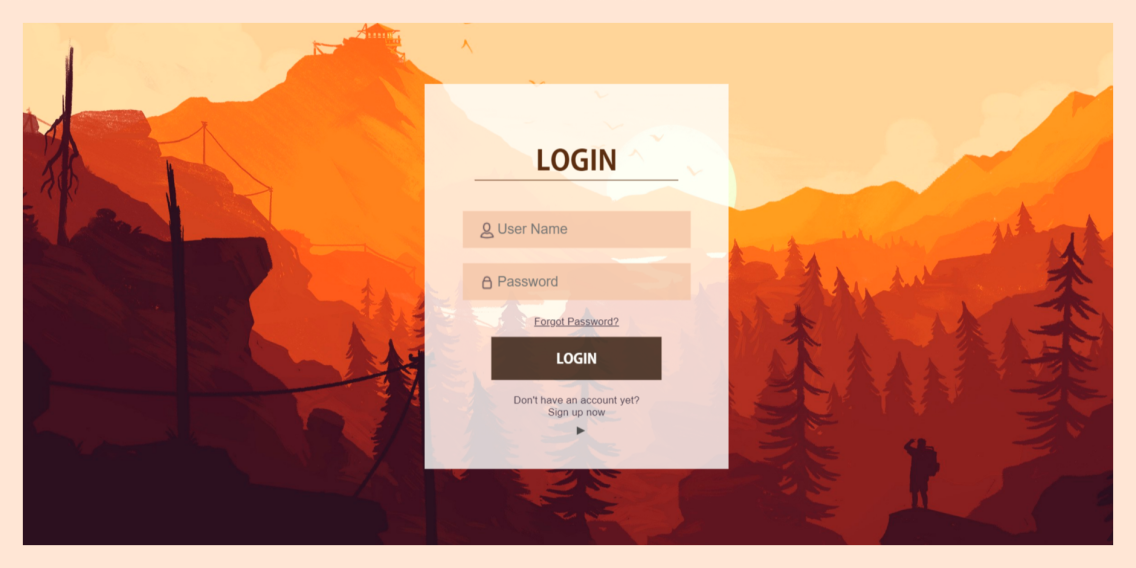 LOGIN
User Name
Password
Forgot Password?
LOGIN
Don't have an account yet?
Sign up now